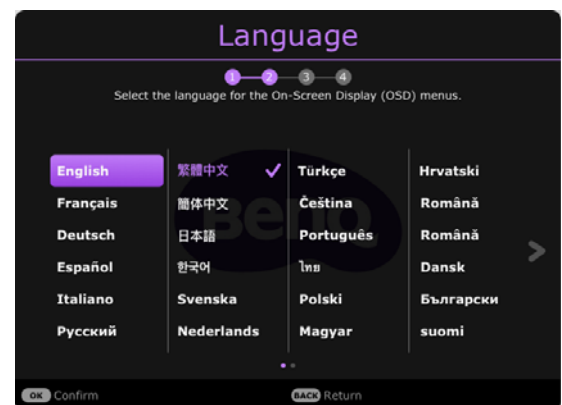 Language
1 2 3 4
Select the language for the On-Screen Display (OSD) menus.
English 繁體中文 Türkçe Hrvatski
Français 簡体中文 Čeština Română
Deutsch 日本語 Português Română
Español 한국어 ไทย Dansk
Italiano Svenska Polski Български
Русский Nederlands Magyar suomi
BenQ
OK Confirm BACK Return